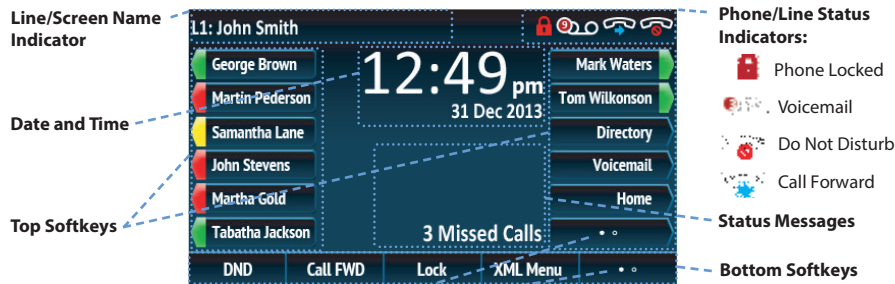 Line/Screen Name
Indicator
Date and Time
Top Softkeys
L1: John Smith
9
George Brown
Martin Pederson
Samantha Lane
John Stevens
Martha Gold
Tabatha Jackson
12:49 pm
31 Dec 2013
3 Missed Calls
Mark Waters
Tom Wilkonson
Directory
Voicemail
Home
DND
Call FWD
Lock
XML Menu
Phone/Line Status
Indicators:
Phone Locked
Voicemail
Do Not Disturb
Call Forward
Status Messages
Bottom Softkeys